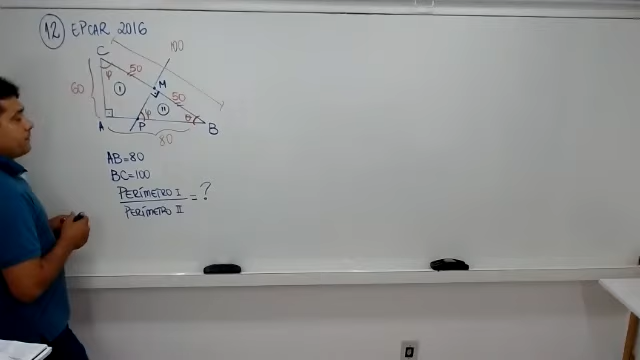 12 EPCAR 2016
100
C
50
φ
I
M
60
50
II
φ
θ
A
P
B
80
AB=80
BC=100
PERÍMETRO I
PERÍMETRO II
= ?